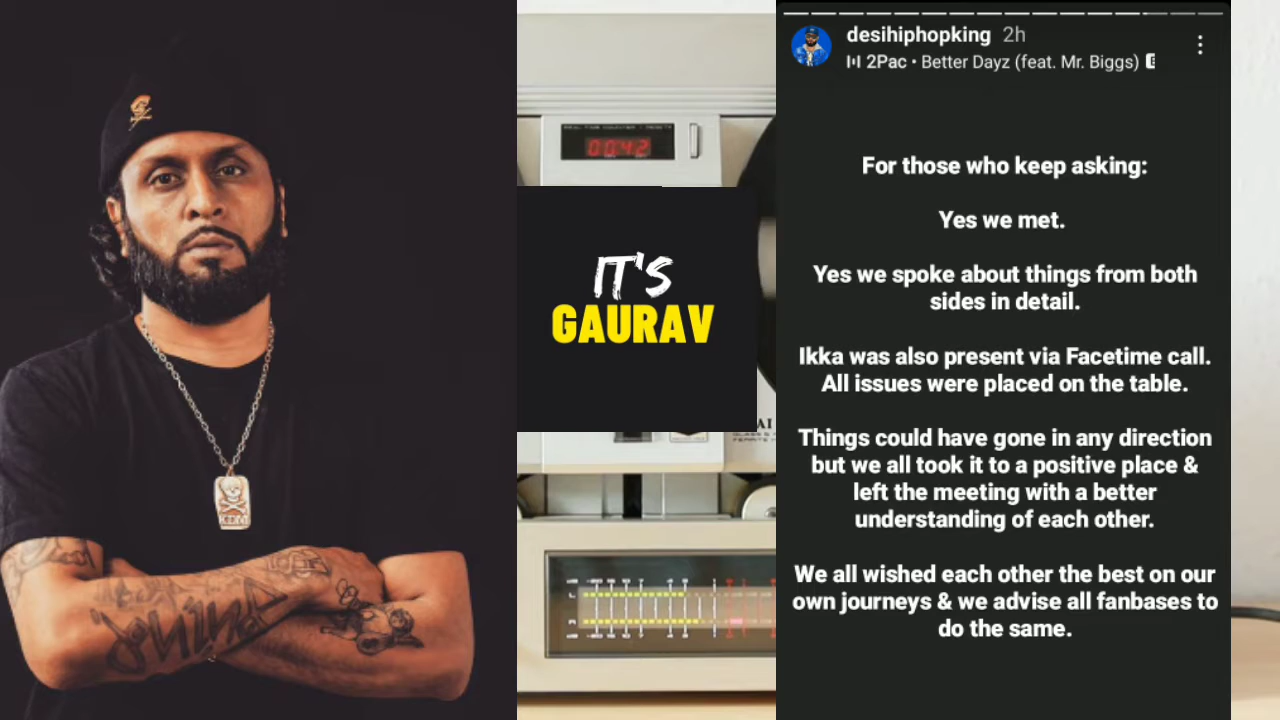 00:42
IT'S
GAURAV
desihiphopking 2h
2Pac • Better Dayz (feat. Mr. Biggs) E
For those who keep asking:
Yes we met.
Yes we spoke about things from both
sides in detail.
Ikka was also present via Facetime call.
All issues were placed on the table.
Things could have gone in any direction
but we all took it to a positive place &
left the meeting with a better
understanding of each other.
We all wished each other the best on our
own journeys & we advise all fanbases to
do the same.